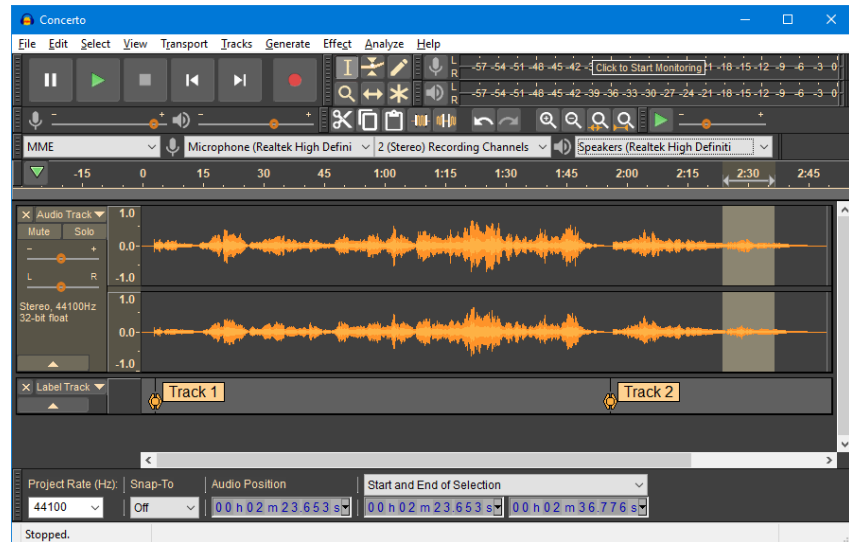 Concerto
File Edit Select View Transport Tracks Generate Effect Analyze Help
L
R
-57 -54 -51 -48 -45 -42 -3 Click to Start Monitoring 1 -18 -15 -12 -9 -6 -3 0
L
R
-57 -54 -51 -48 -45 -42 -39 -36 -33 -30 -27 -24 -21 -18 -15 -12 -9 -6 -3 0
- + - + - +
MME Microphone (Realtek High Defini 2 (Stereo) Recording Channels Speakers (Realtek High Definiti
-15 0 15 30 45 1:00 1:15 1:30 1:45 2:00 2:15 2:30 2:45
Audio Track 1.0
Mute Solo
- + 0.0
L R -1.0
Stereo, 44100Hz 1.0
32-bit float
0.0
-1.0
Label Track
Track 1 Track 2
Project Rate (Hz): Snap-To Audio Position Start and End of Selection
44100 Off 00 h 02 m 23.653 s 00 h 02 m 23.653 s 00 h 02 m 36.776 s
Stopped.